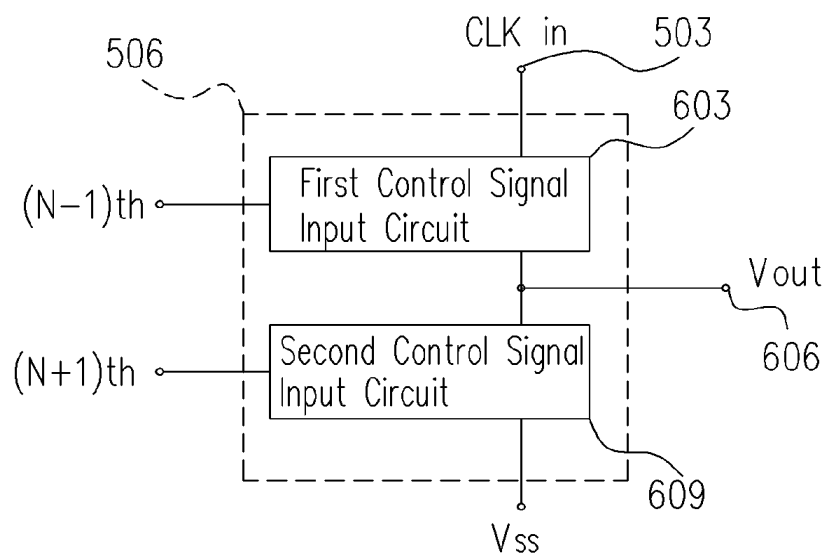 CLK in
503
506
603
First Control Signal
Input Circuit
(N-1)th
Vout
606
Second Control Signal
Input Circuit
(N+1)th
609
Vss